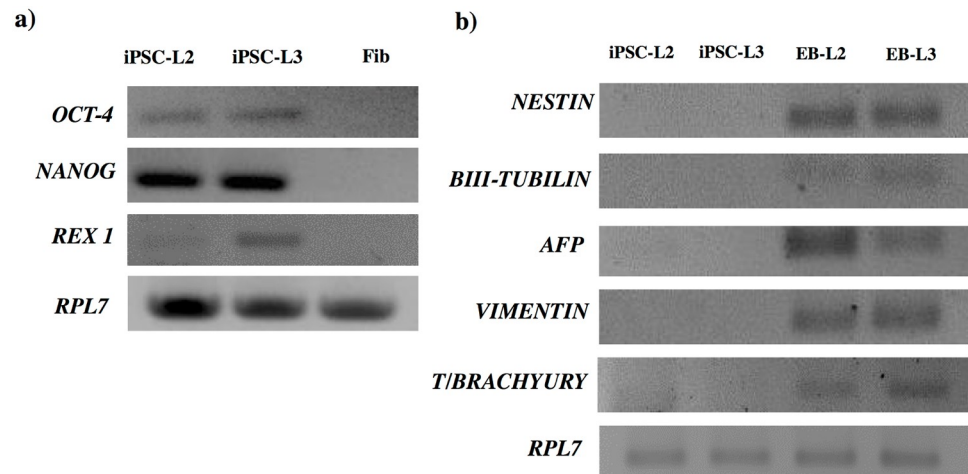 a)
iPSC-L2 iPSC-L3 Fib
OCT-4
NANOG
REX 1
RPL7
b)
iPSC-L2 iPSC-L3 EB-L2 EB-L3
NESTIN
BIII-TUBILIN
AFP
VIMENTIN
T/BRACHYURY
RPL7